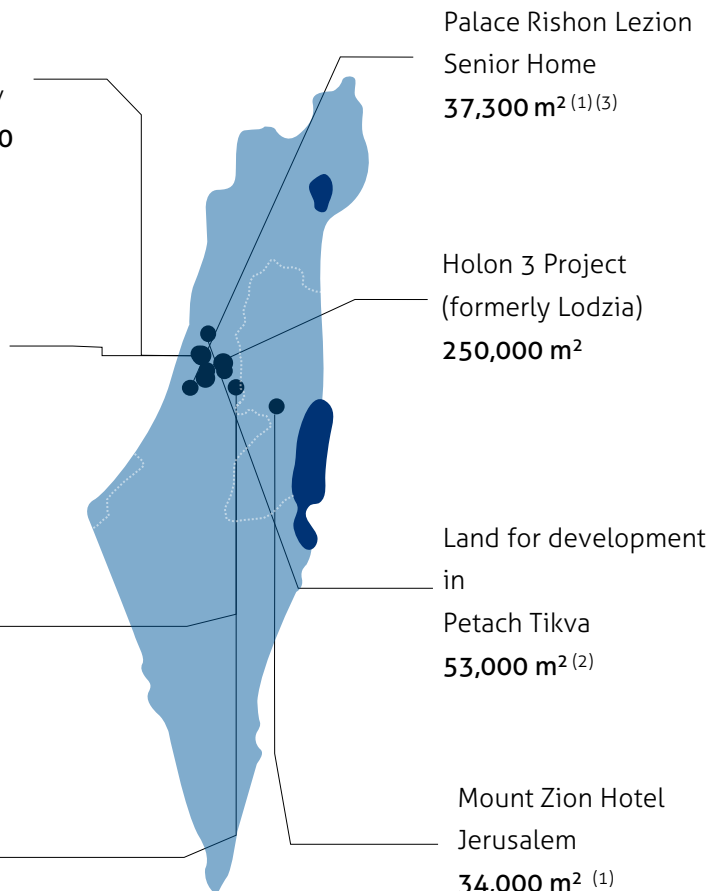 Palace Rishon Lezion
Senior Home
37,300 m² (1) (3)
Holon 3 Project
(formerly Lodzia)
250,000 m²
Land for development
in
Petach Tikva
53,000 m² (2)
Mount Zion Hotel
Jerusalem
34,000 m² (1)